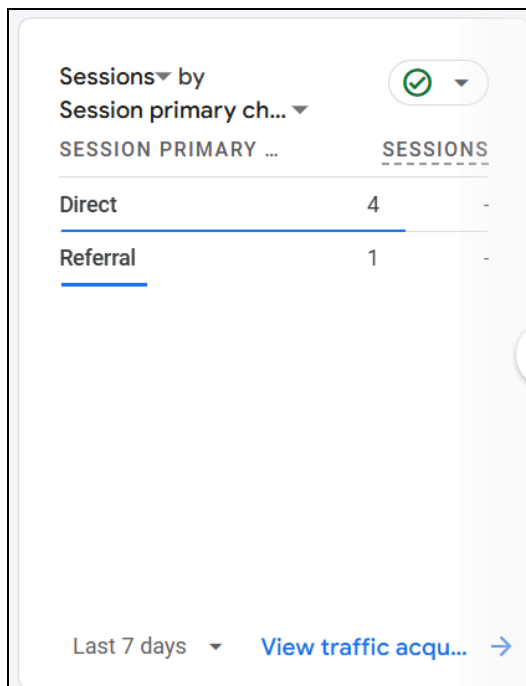 Sessions by
Session primary ch...
SESSION PRIMARY ... SESSIONS
Direct 4 -
Referral 1 -
Last 7 days View traffic acqu...